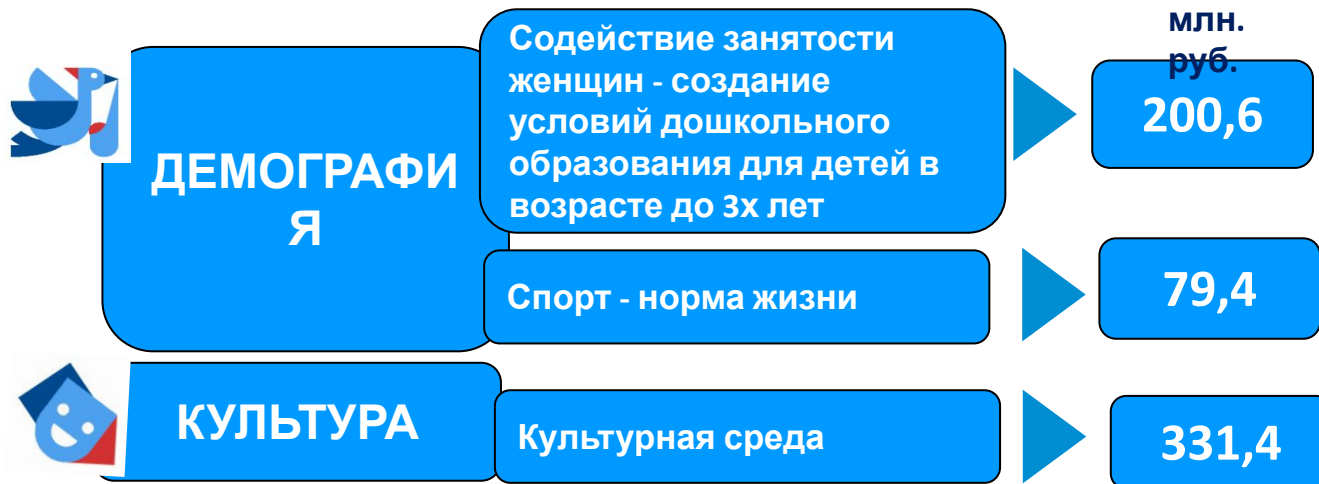 млн.
руб.
ДЕМОГРАФИ
Я
Содействие занятости
женщин - создание
условий дошкольного
образования для детей в
возрасте до 3х лет
200,6
Спорт - норма жизни
79,4
КУЛЬТУРА
Культурная среда
331,4